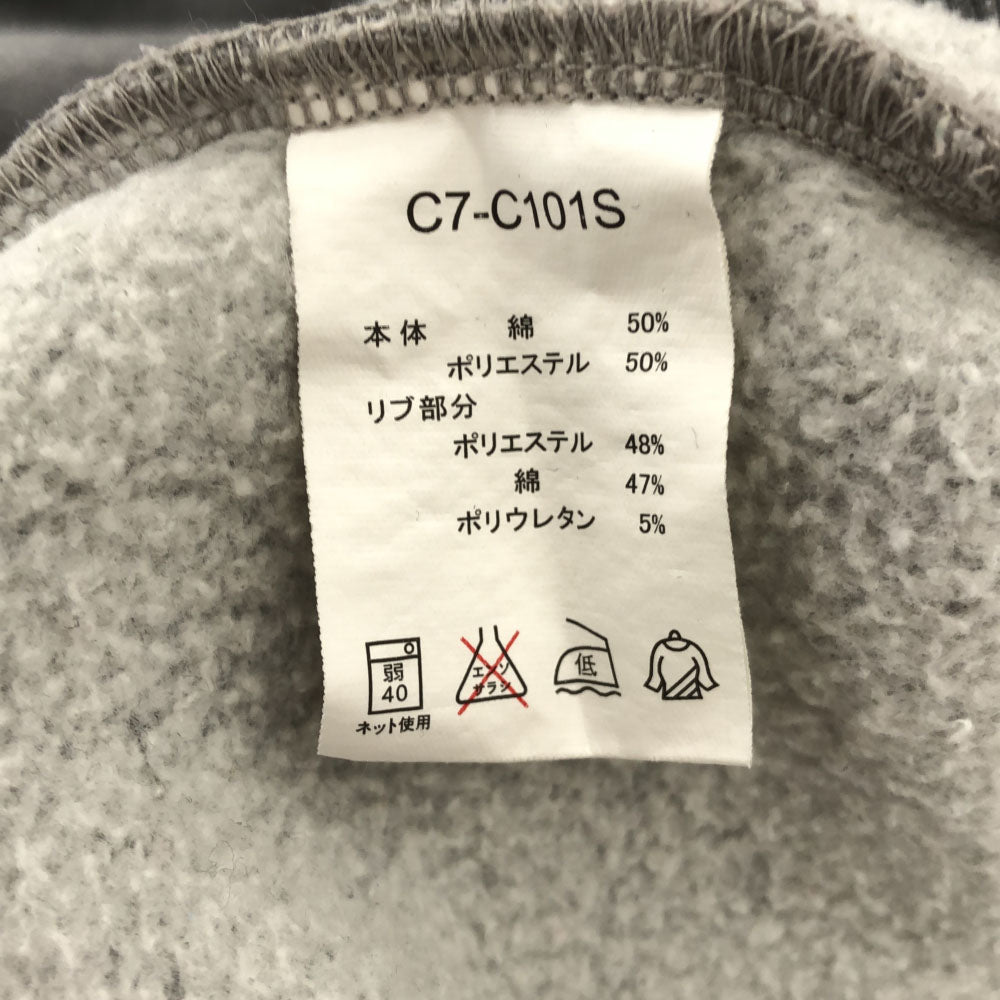 C7-C101S
本体 綿 50%
ポリエステル 50%
リブ部分
ポリエステル 48%
綿 47%
ポリウレタン 5%
弱
40
ネット使用
エンソ
サラシ
低